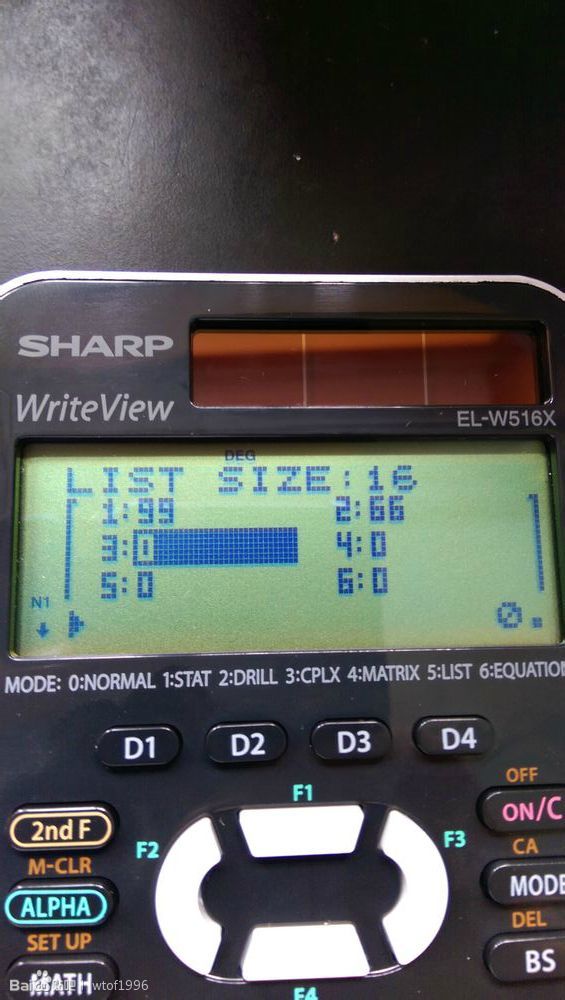 SHARP
WriteView
EL-W516X
DEG
LIST SIZE:16
1:99 2:66
3:0 4:0
5:0 6:0
N1
0.
MODE: 0:NORMAL 1:STAT 2:DRILL 3:CPLX 4:MATRIX 5:LIST 6:EQUATION
D1 D2 D3 D4
F1
OFF
2nd F
F2
F3
ON/C
M-CLR
CA
ALPHA
MODE
SET UP
DEL
MATH
BS
F4
wtof1996